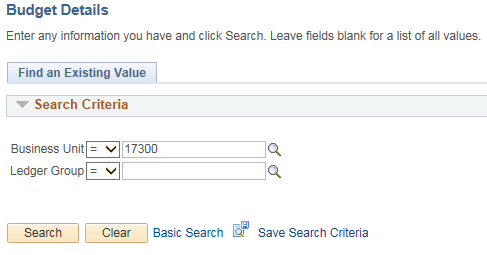 Budget Details
Enter any information you have and click Search. Leave fields blank for a list of all values.
Find an Existing Value
Search Criteria
Business Unit = 17300
Ledger Group =
Search Clear Basic Search Save Search Criteria